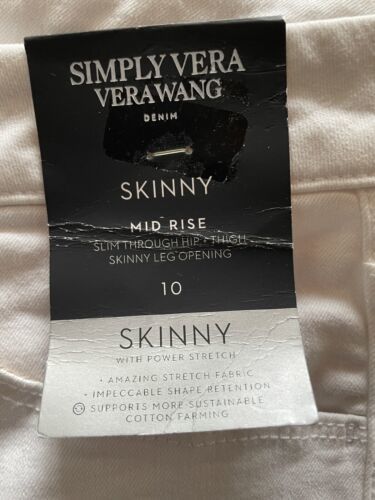 SIMPLY VERA
VERAWANG
DENIM
SKINNY
MID RISE
SLIM THROUGH HIP + THIGH
SKINNY LEG OPENING
10
SKINNY
WITH POWER STRETCH
• AMAZING STRETCH FABRIC
• IMPECCABLE SHAPE RETENTION
SUPPORTS MORE SUSTAINABLE
COTTON FARMING